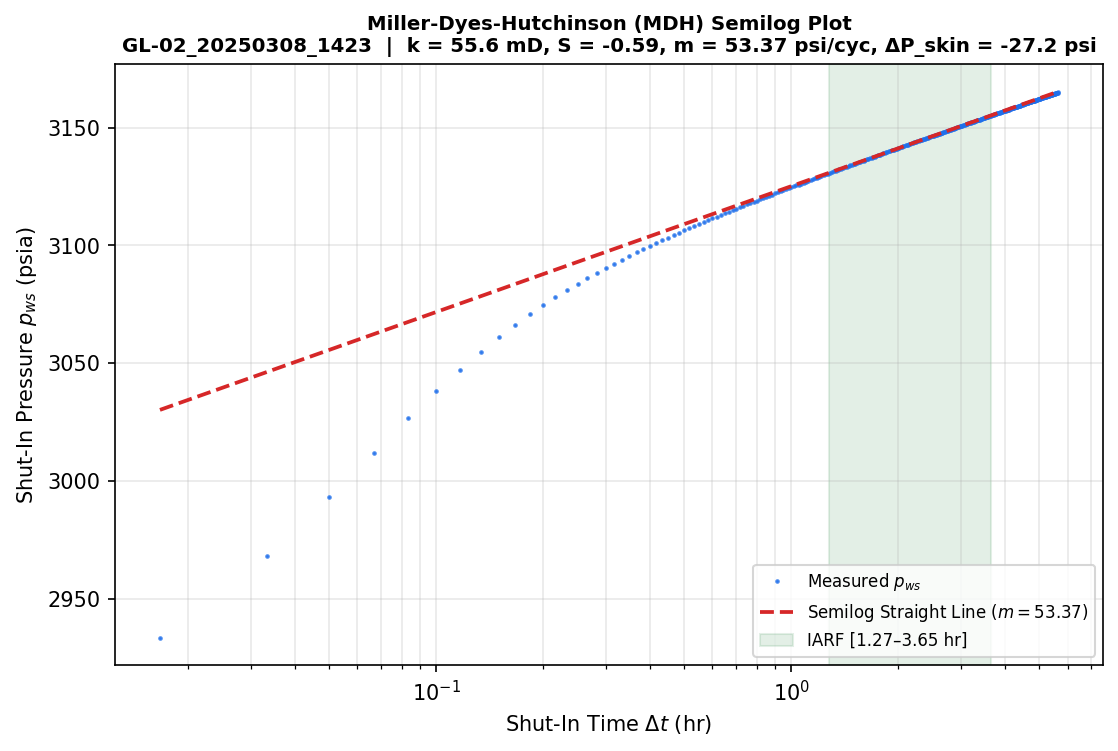 Miller-Dyes-Hutchinson (MDH) Semilog Plot
GL-02_20250308_1423 | k = 55.6 mD, S = -0.59, m = 53.37 psi/cyc, ΔP_skin = -27.2 psi
Shut-In Pressure p_ws (psia)
3150
3100
3050
3000
2950
Measured p_ws
Semilog Straight Line (m = 53.37)
IARF [1.27–3.65 hr]
10⁻¹
10⁰
Shut-In Time Δt (hr)